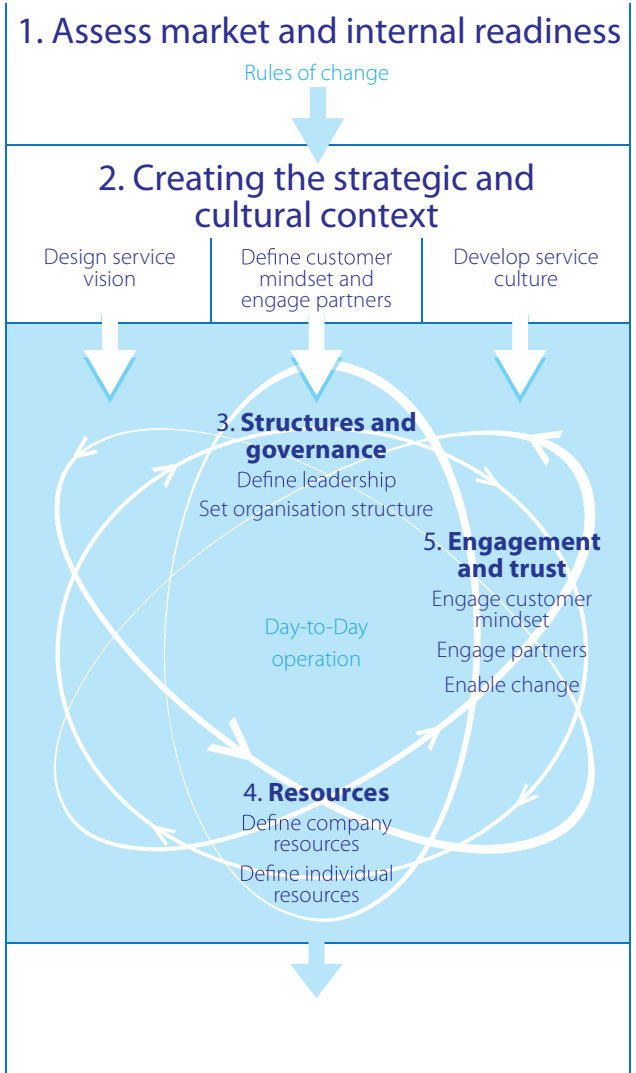 1. Assess market and internal readiness
Rules of change
2. Creating the strategic and
cultural context
Design service
vision
Define customer
mindset and
engage partners
Develop service
culture
3. Structures and
governance
Define leadership
Set organisation structure
5. Engagement
and trust
Engage customer
mindset
Engage partners
Enable change
Day-to-Day
operation
4. Resources
Define company
resources
Define individual
resources